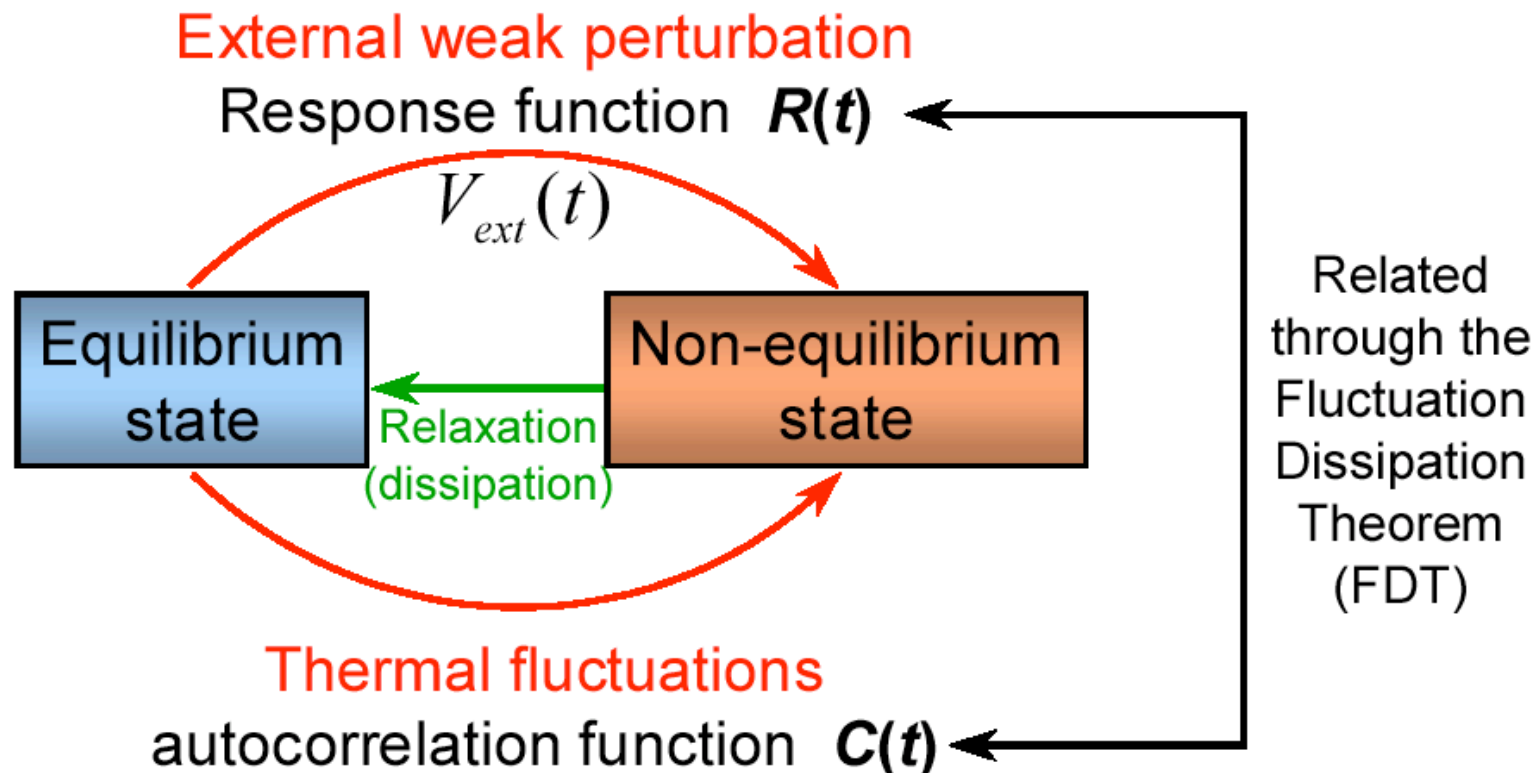 External weak perturbation
Response function R(t)
V_ext(t)
Equilibrium
state
Non-equilibrium
state
Relaxation
(dissipation)
Related
through the
Fluctuation
Dissipation
Theorem
(FDT)
Thermal fluctuations
autocorrelation function C(t)